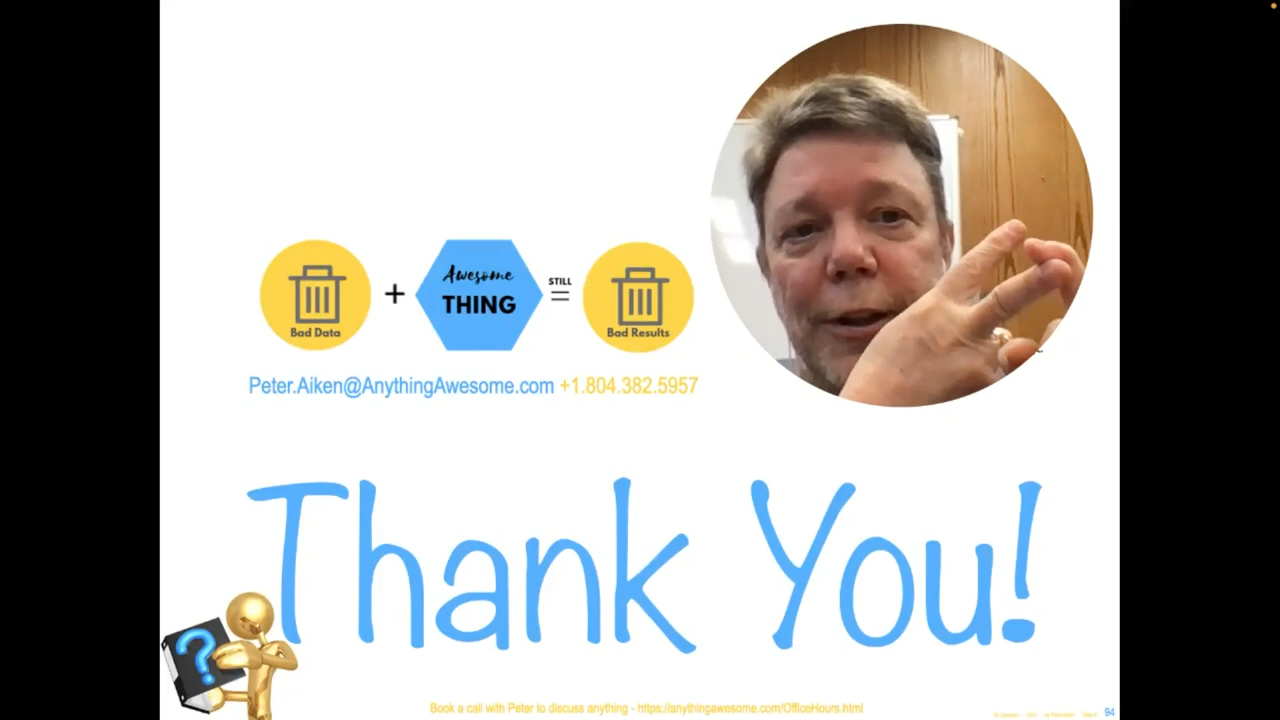 Awesome
THING
STILL
=
+
Bad Data
Bad Results
Peter.Aiken@AnythingAwesome.com +1.804.382.5957
Thank You!
?
Book a call with Peter to discuss anything - https://anythingawesome.com/OfficeHours.html
94